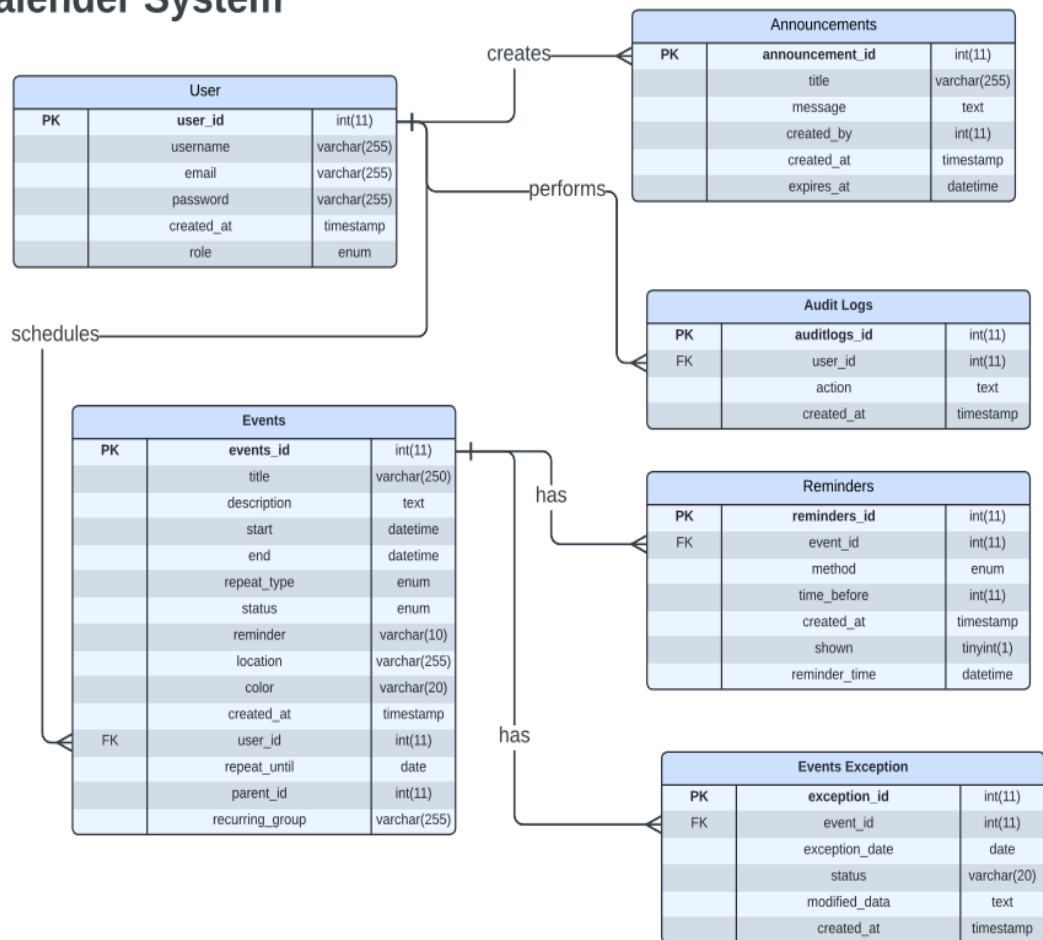 alender System
User
PK user_id int(11)
username varchar(255)
email varchar(255)
password varchar(255)
created_at timestamp
role enum
creates
Announcements
PK announcement_id int(11)
title varchar(255)
message text
created_by int(11)
created_at timestamp
expires_at datetime
performs
Audit Logs
PK auditlogs_id int(11)
FK user_id int(11)
action text
created_at timestamp
schedules
Events
PK events_id int(11)
title varchar(250)
description text
start datetime
end datetime
repeat_type enum
status enum
reminder varchar(10)
location varchar(255)
color varchar(20)
created_at timestamp
FK user_id int(11)
repeat_until date
parent_id int(11)
recurring_group varchar(255)
has
Reminders
PK reminders_id int(11)
FK event_id int(11)
method enum
time_before int(11)
created_at timestamp
shown tinyint(1)
reminder_time datetime
has
Events Exception
PK exception_id int(11)
FK event_id int(11)
exception_date date
status varchar(20)
modified_data text
created_at timestamp